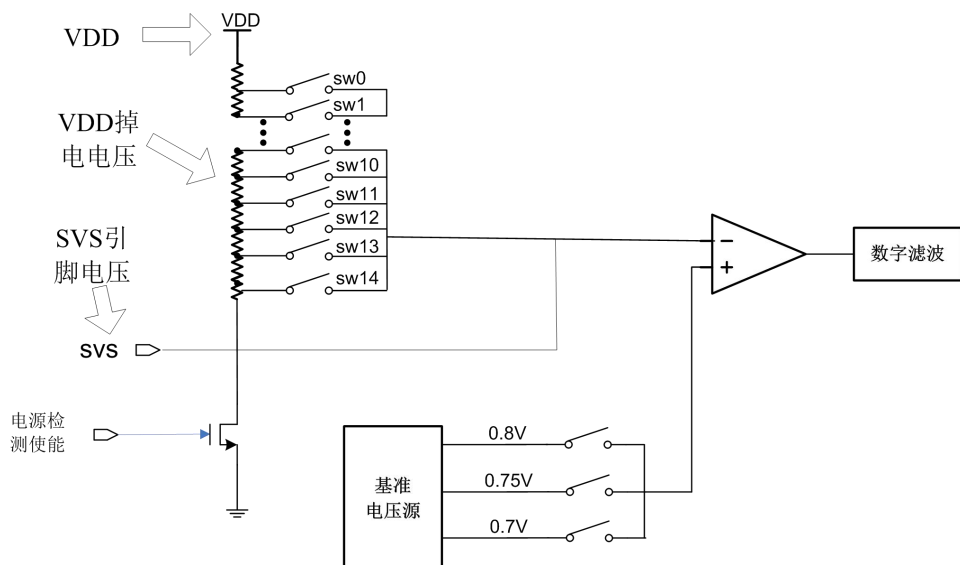 VDD
VDD
sw0
sw1
VDD掉
电电压
sw10
sw11
sw12
sw13
sw14
SVS引
脚电压
SVS
−
+
数字滤波
电源检
测使能
基准
电压源
0.8V
0.75V
0.7V